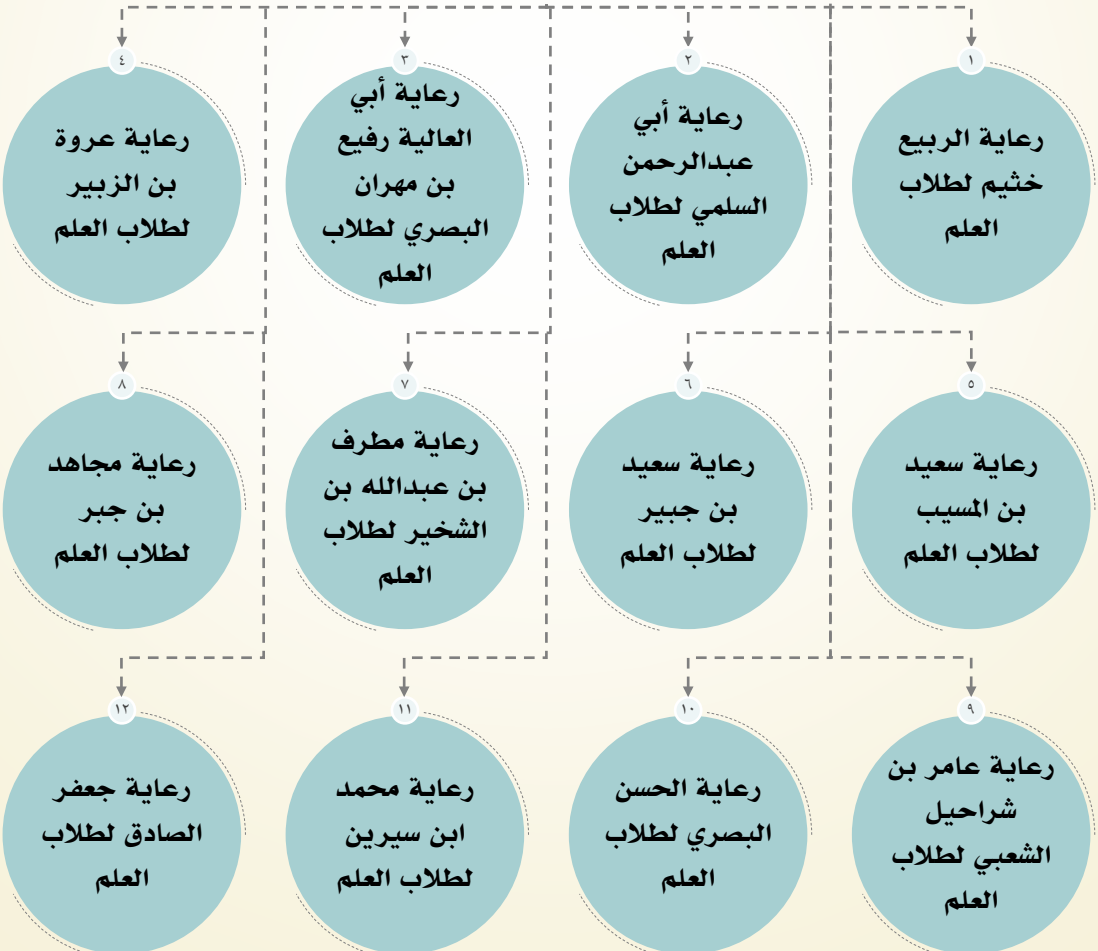 ١
رعاية الربيع
خثيم لطلاب
العلم
٢
رعاية أبي
عبدالرحمن
السلمي لطلاب
العلم
٣
رعاية أبي
العالية رفيع
بن مهران
البصري لطلاب
العلم
٤
رعاية عروة
بن الزبير
لطلاب العلم
٥
رعاية سعيد
بن المسيب
لطلاب العلم
٦
رعاية سعيد
بن جبير
لطلاب العلم
٧
رعاية مطرف
بن عبدالله بن
الشخير لطلاب
العلم
٨
رعاية مجاهد
بن جبر
لطلاب العلم
٩
رعاية عامر بن
شراحيل
الشعبي لطلاب
العلم
١٠
رعاية الحسن
البصري لطلاب
العلم
١١
رعاية محمد
ابن سيرين
لطلاب العلم
١٢
رعاية جعفر
الصادق لطلاب
العلم